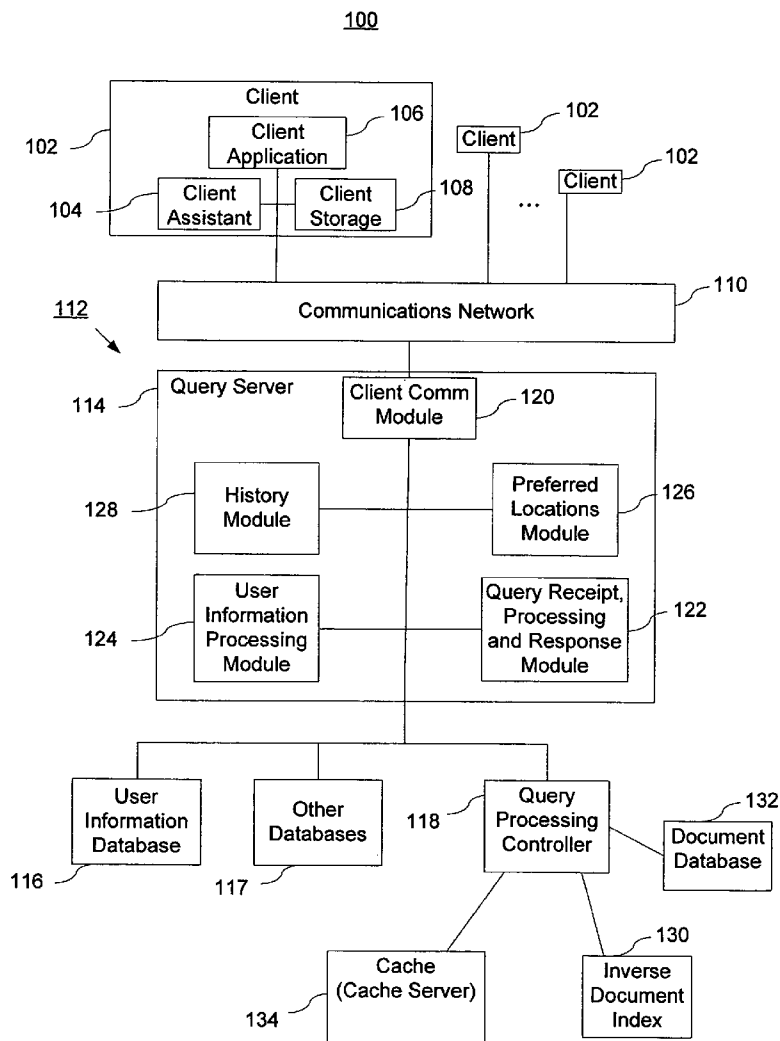 100
Client
102
106
Client
Application
104
Client
Assistant
Client
Storage
108
Client
102
Client
102
...
Communications Network
110
112
114
Query Server
Client Comm
Module
120
128
History
Module
Preferred
Locations
Module
126
124
User
Information
Processing
Module
Query Receipt,
Processing
and Response
Module
122
User
Information
Database
116
Other
Databases
117
118
Query
Processing
Controller
132
Document
Database
Cache
(Cache Server)
134
130
Inverse
Document
Index